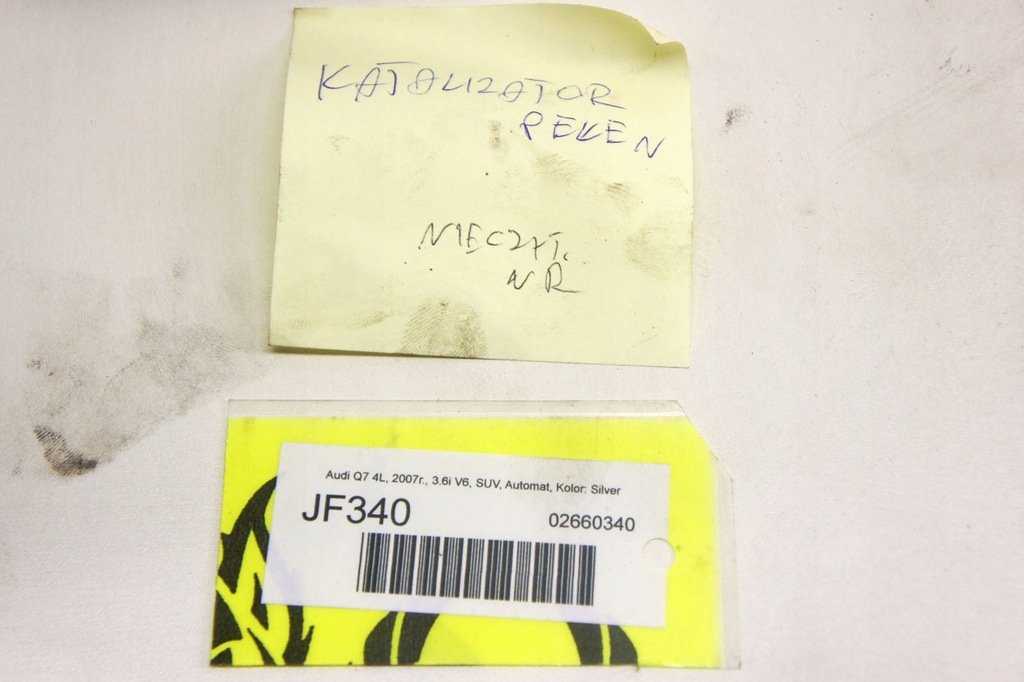 KATALIZATOR
PEŁEN
NIECZYT.
NR
Audi Q7 4L, 2007r., 3.6i V6, SUV, Automat, Kolor: Silver
JF340
02660340